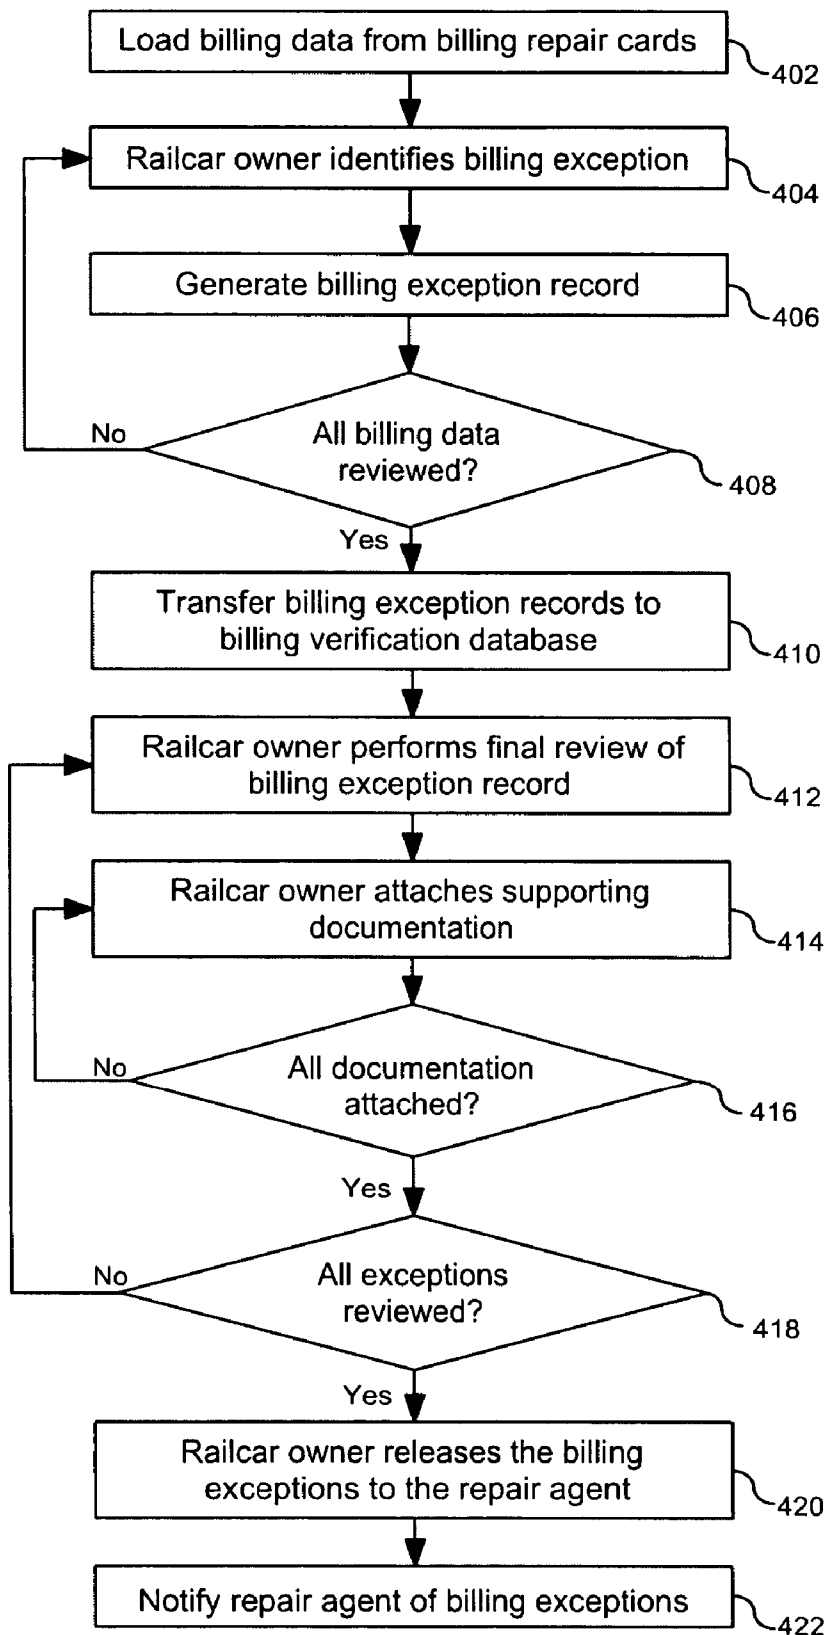 Load billing data from billing repair cards
402
Railcar owner identifies billing exception
404
Generate billing exception record
406
No
All billing data
reviewed?
408
Yes
Transfer billing exception records to
billing verification database
410
Railcar owner performs final review of
billing exception record
412
Railcar owner attaches supporting
documentation
414
No
All documentation
attached?
416
Yes
No
All exceptions
reviewed?
418
Yes
Railcar owner releases the billing
exceptions to the repair agent
420
Notify repair agent of billing exceptions
422